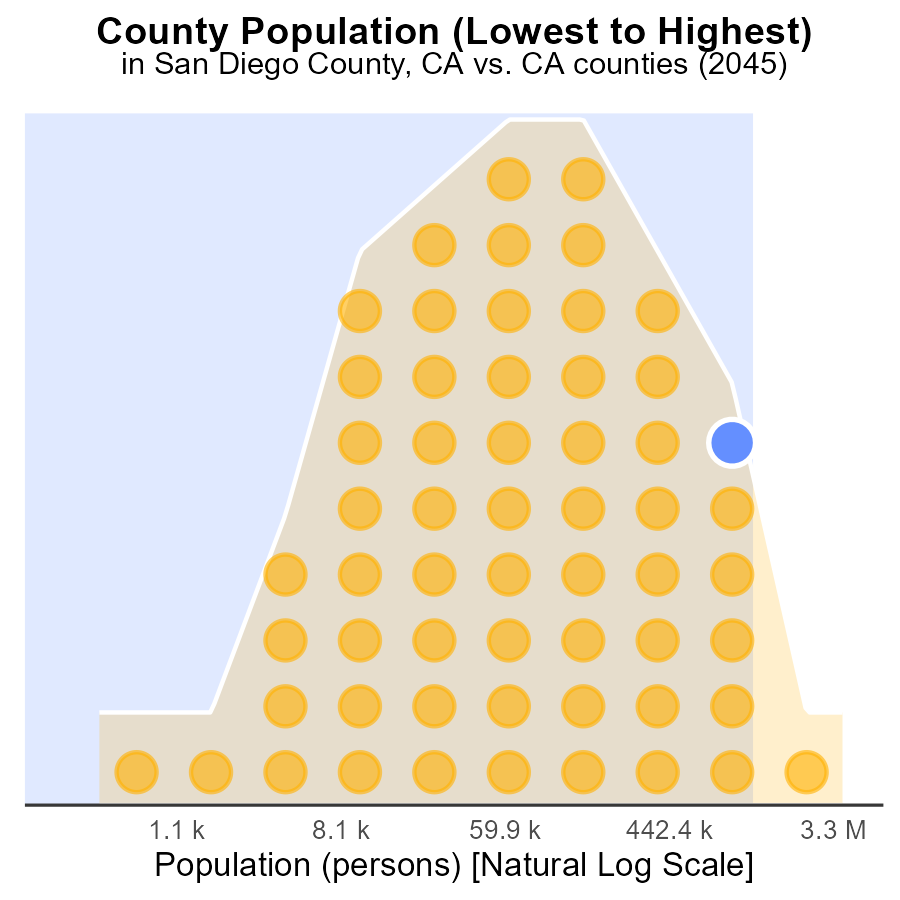 County Population (Lowest to Highest)
in San Diego County, CA vs. CA counties (2045)
1.1 k 8.1 k 59.9 k 442.4 k 3.3 M
Population (persons) [Natural Log Scale]